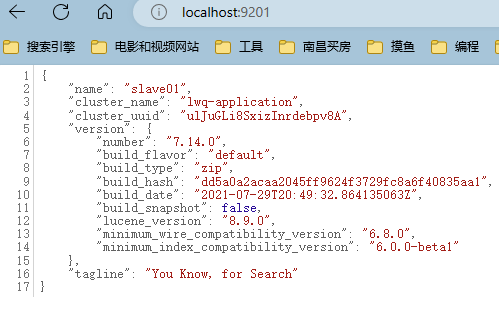 localhost:9201
搜索引擎 电影和视频网站 工具 南昌买房 摸鱼 编程
1 {
2 "name": "slave01",
3 "cluster_name": "lwq-application",
4 "cluster_uuid": "ulJuGLi8SxizInrdebpv8A",
5 "version": {
6 "number": "7.14.0",
7 "build_flavor": "default",
8 "build_type": "zip",
9 "build_hash": "dd5a0a2acaa2045ff9624f3729fc8a6f40835aa1",
10 "build_date": "2021-07-29T20:49:32.864135063Z",
11 "build_snapshot": false,
12 "lucene_version": "8.9.0",
13 "minimum_wire_compatibility_version": "6.8.0",
14 "minimum_index_compatibility_version": "6.0.0-beta1"
15 },
16 "tagline": "You Know, for Search"
17 }